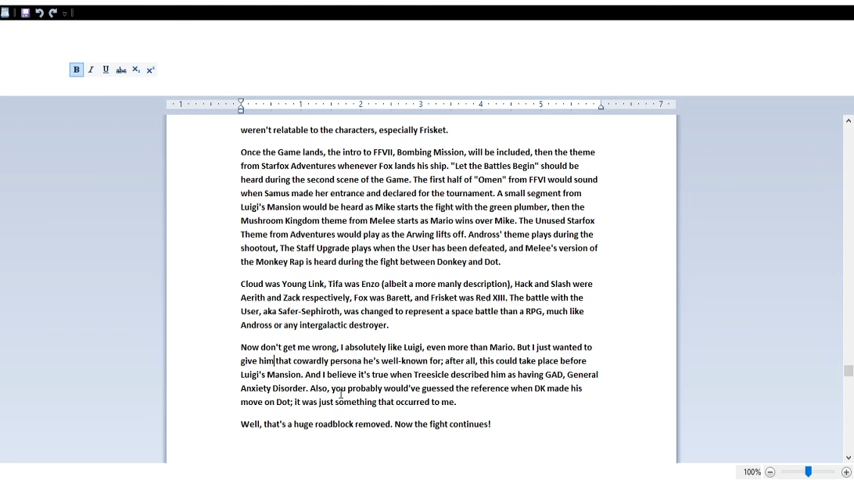 B I U abc X₂ X²
1 1 2 3 4 5 7
weren't relatable to the characters, especially Frisket.
Once the Game lands, the intro to FFVII, Bombing Mission, will be included, then the theme
from Starfox Adventures whenever Fox lands his ship. "Let the Battles Begin" should be
heard during the second scene of the Game. The first half of "Omen" from FFVI would sound
when Samus made her entrance and declared for the tournament. A small segment from
Luigi's Mansion would be heard as Mike starts the fight with the green plumber, then the
Mushroom Kingdom theme from Melee starts as Mario wins over Mike. The Unused Starfox
Theme from Adventures would play as the Arwing lifts off. Andross' theme plays during the
shootout, The Staff Upgrade plays when the User has been defeated, and Melee's version of
the Monkey Rap is heard during the fight between Donkey and Dot.
Cloud was Young Link, Tifa was Enzo (albeit a more manly description), Hack and Slash were
Aerith and Zack respectively, Fox was Barett, and Frisket was Red XIII. The battle with the
User, aka Safer-Sephiroth, was changed to represent a space battle than a RPG, much like
Andross or any intergalactic destroyer.
Now don't get me wrong, I absolutely like Luigi, even more than Mario. But I just wanted to
give him that cowardly persona he's well-known for; after all, this could take place before
Luigi's Mansion. And I believe it's true when Treesicle described him as having GAD, General
Anxiety Disorder. Also, you probably would've guessed the reference when DK made his
move on Dot; it was just something that occurred to me.
Well, that's a huge roadblock removed. Now the fight continues!
100%